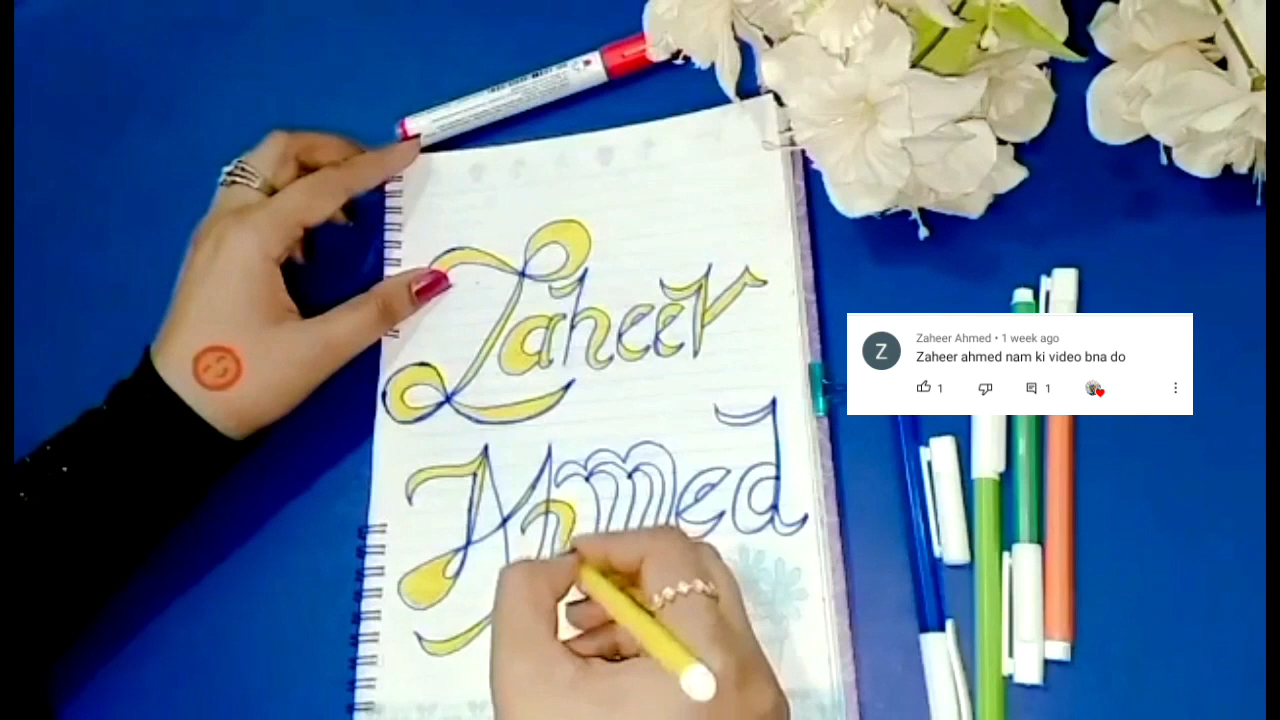 Zaheer
Ahmed
Z
Zaheer Ahmed • 1 week ago
Zaheer ahmed nam ki video bna do
1
1